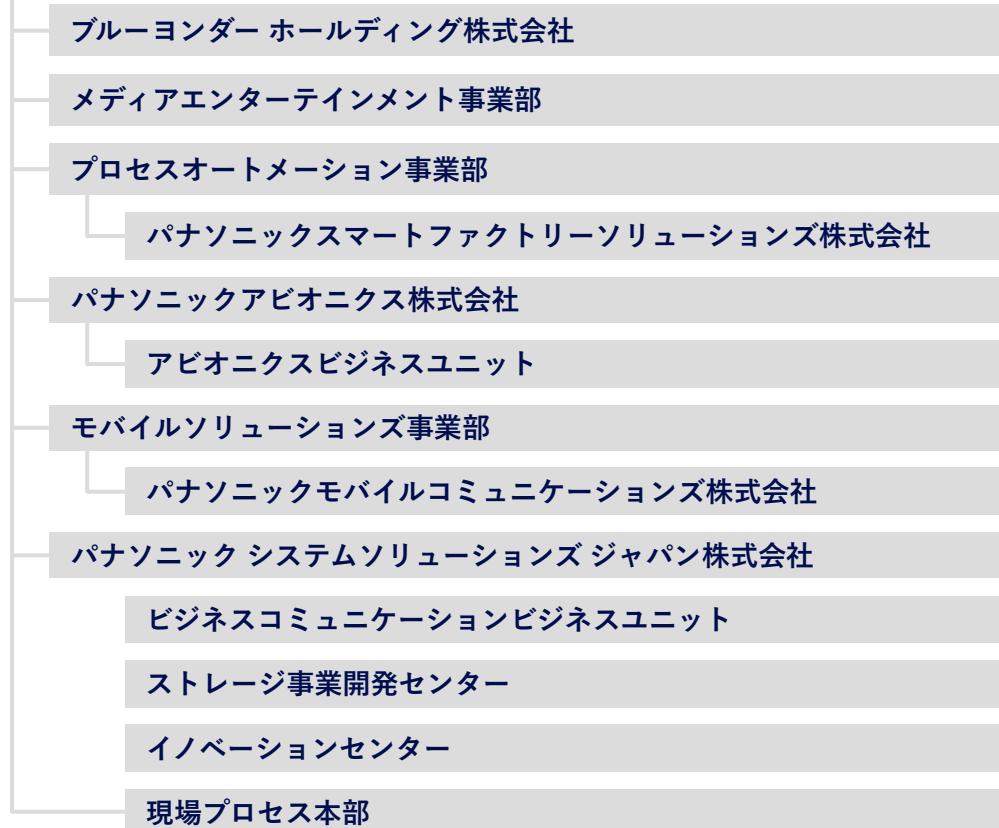 ブルーヨンダー ホールディング株式会社
メディアエンターテインメント事業部
プロセスオートメーション事業部
パナソニックスマートファクトリーソリューションズ株式会社
パナソニックアビオニクス株式会社
アビオニクスビジネスユニット
モバイルソリューションズ事業部
パナソニックモバイルコミュニケーションズ株式会社
パナソニック システムソリューションズ ジャパン株式会社
ビジネスコミュニケーションビジネスユニット
ストレージ事業開発センター
イノベーションセンター
現場プロセス本部